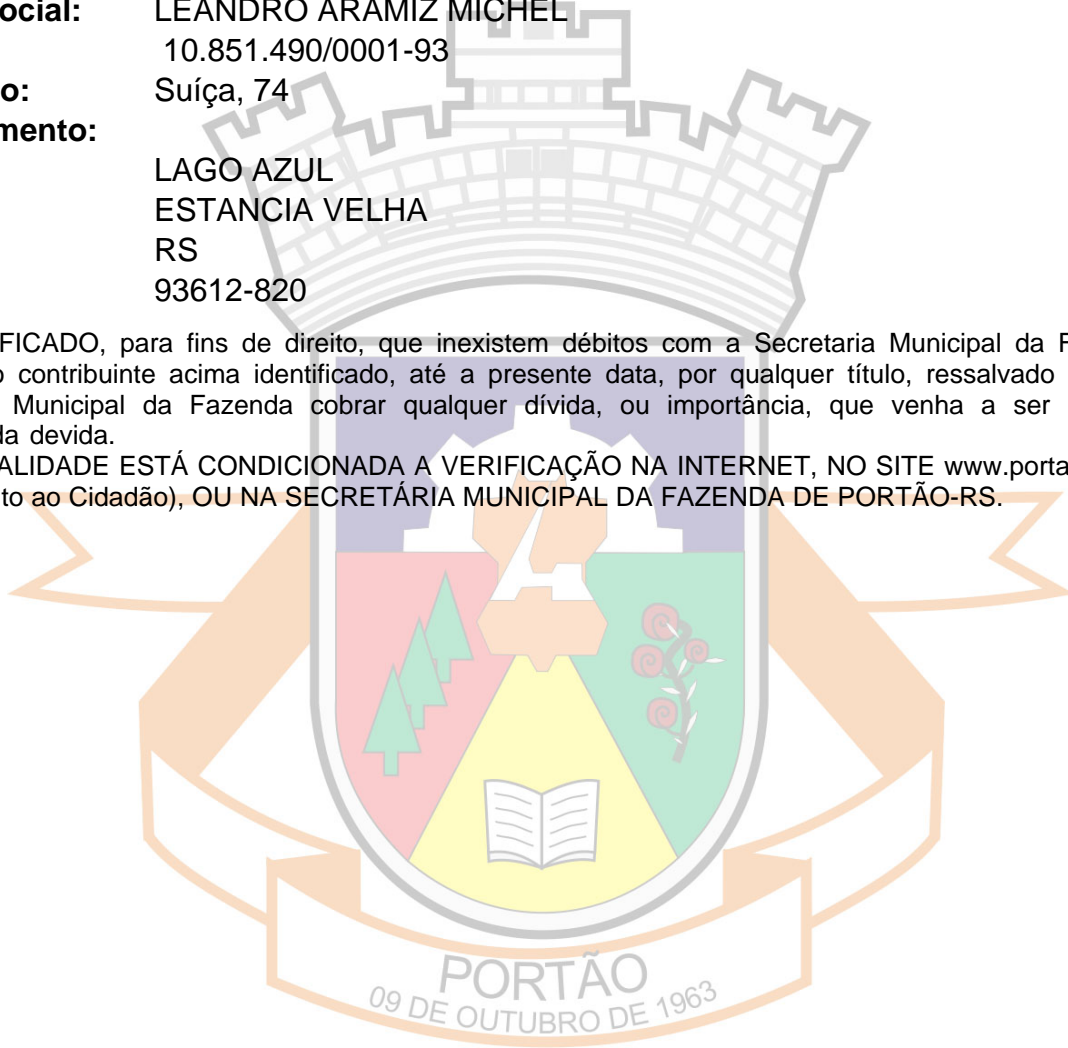 ocial: LEANDRO ARAMIZ MICHEL
10.851.490/0001-93
o: Suíça, 74
mento:
LAGO AZUL
ESTANCIA VELHA
RS
93612-820
FICADO, para fins de direito, que inexistem débitos com a Secretaria Municipal da F
o contribuinte acima identificado, até a presente data, por qualquer título, ressalvado
Municipal da Fazenda cobrar qualquer dívida, ou importância, que venha a ser
da devida.
ALIDADE ESTÁ CONDICIONADA A VERIFICAÇÃO NA INTERNET, NO SITE www.porta
to ao Cidadão), OU NA SECRETÁRIA MUNICIPAL DA FAZENDA DE PORTÃO-RS.
PORTÃO
09 DE OUTUBRO DE 1963